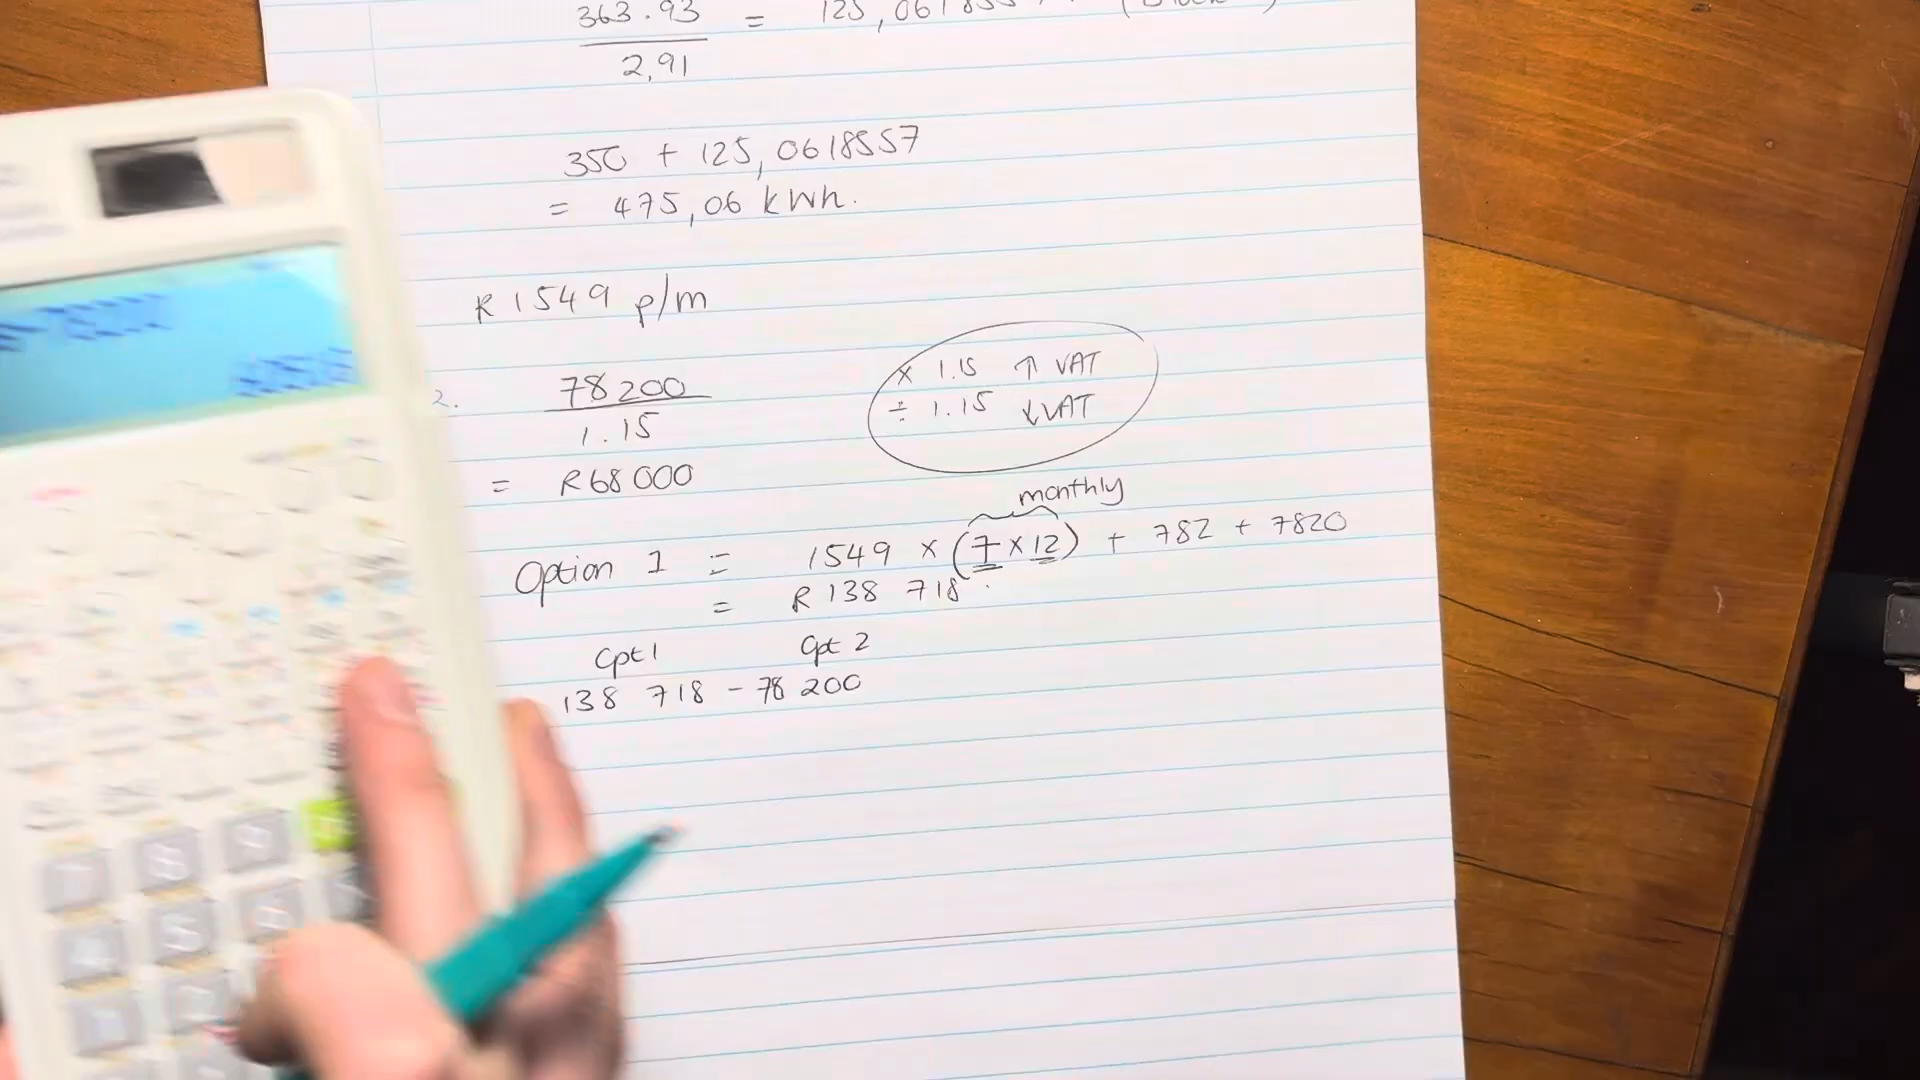 363.93
=
2,91
350 + 125,0618557
= 475,06 kWh.
R 1549 p/m
2. 78 200
1.15
= R68 000
× 1.15 ↑ VAT
÷ 1.15 ↓ VAT
monthly
Option 1 = 1549 × (7 × 12) + 782 + 7820
= R 138 718.
Opt 1 Opt 2
138 718 - 78 200